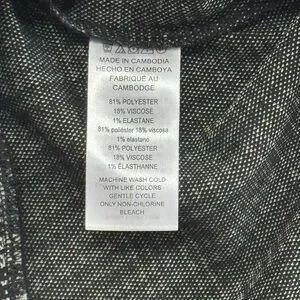 MADE IN CAMBODIA
HECHO EN CAMBOYA
FABRIQUÉ AU
CAMBODGE
81% POLYESTER
18% VISCOSE
1% ELASTANE
81% poliéster 18% viscosa
1% elastano
81% POLYESTER
18% VISCOSE
1% ÉLASTHANNE
MACHINE WASH COLD
WITH LIKE COLORS
GENTLE CYCLE
ONLY NON-CHLORINE
BLEACH